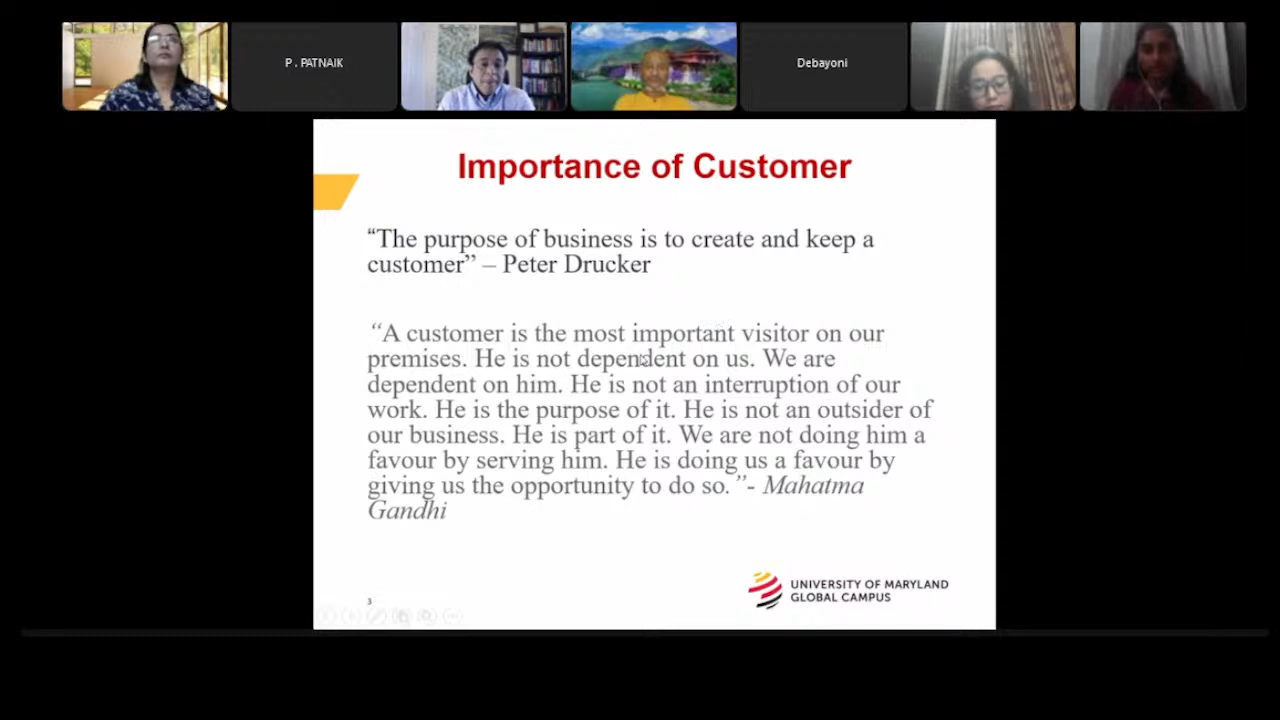 P . PATNAIK
Debayoni
Importance of Customer
“The purpose of business is to create and keep a
customer” – Peter Drucker
“A customer is the most important visitor on our
premises. He is not dependent on us. We are
dependent on him. He is not an interruption of our
work. He is the purpose of it. He is not an outsider of
our business. He is part of it. We are not doing him a
favour by serving him. He is doing us a favour by
giving us the opportunity to do so.”- Mahatma
Gandhi
3
UNIVERSITY OF MARYLAND
GLOBAL CAMPUS